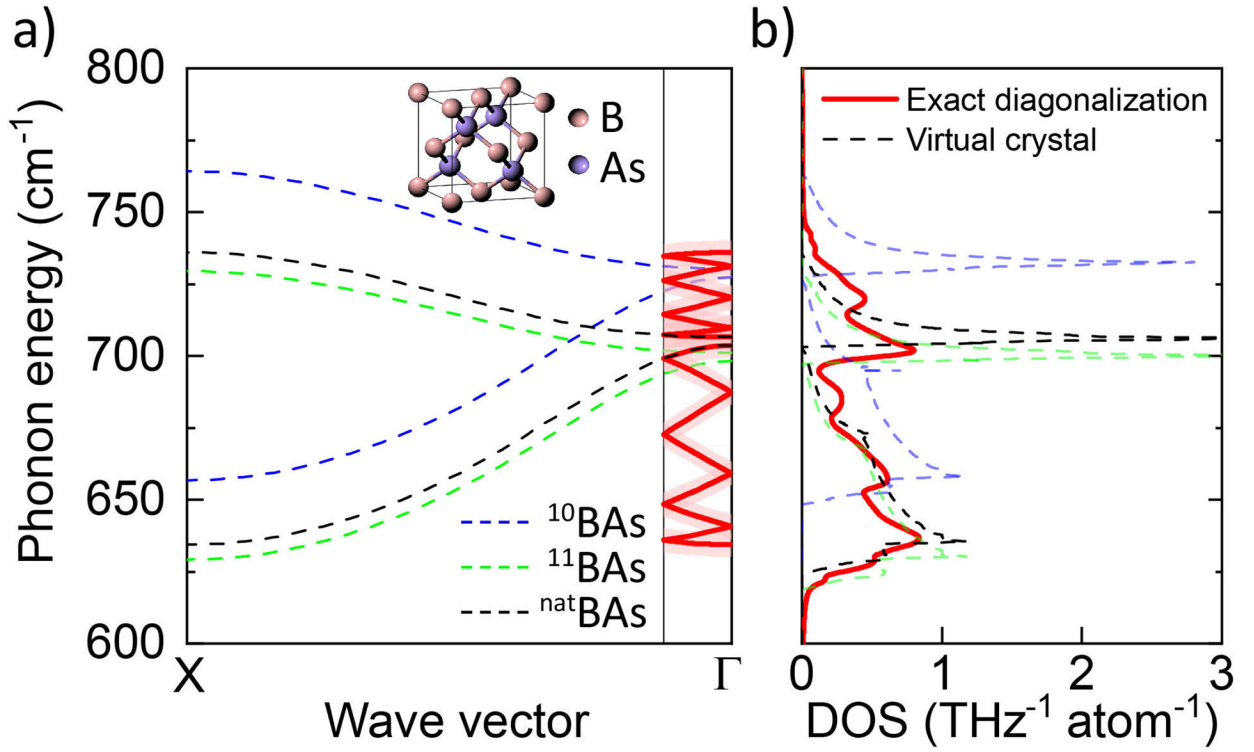 a)
Phonon energy (cm⁻¹)
800
750
700
650
600
B
As
¹⁰BAs
¹¹BAs
ⁿᵃᵗBAs
X
Γ
Wave vector
b)
Exact diagonalization
Virtual crystal
0
1
2
3
DOS (THz⁻¹ atom⁻¹)